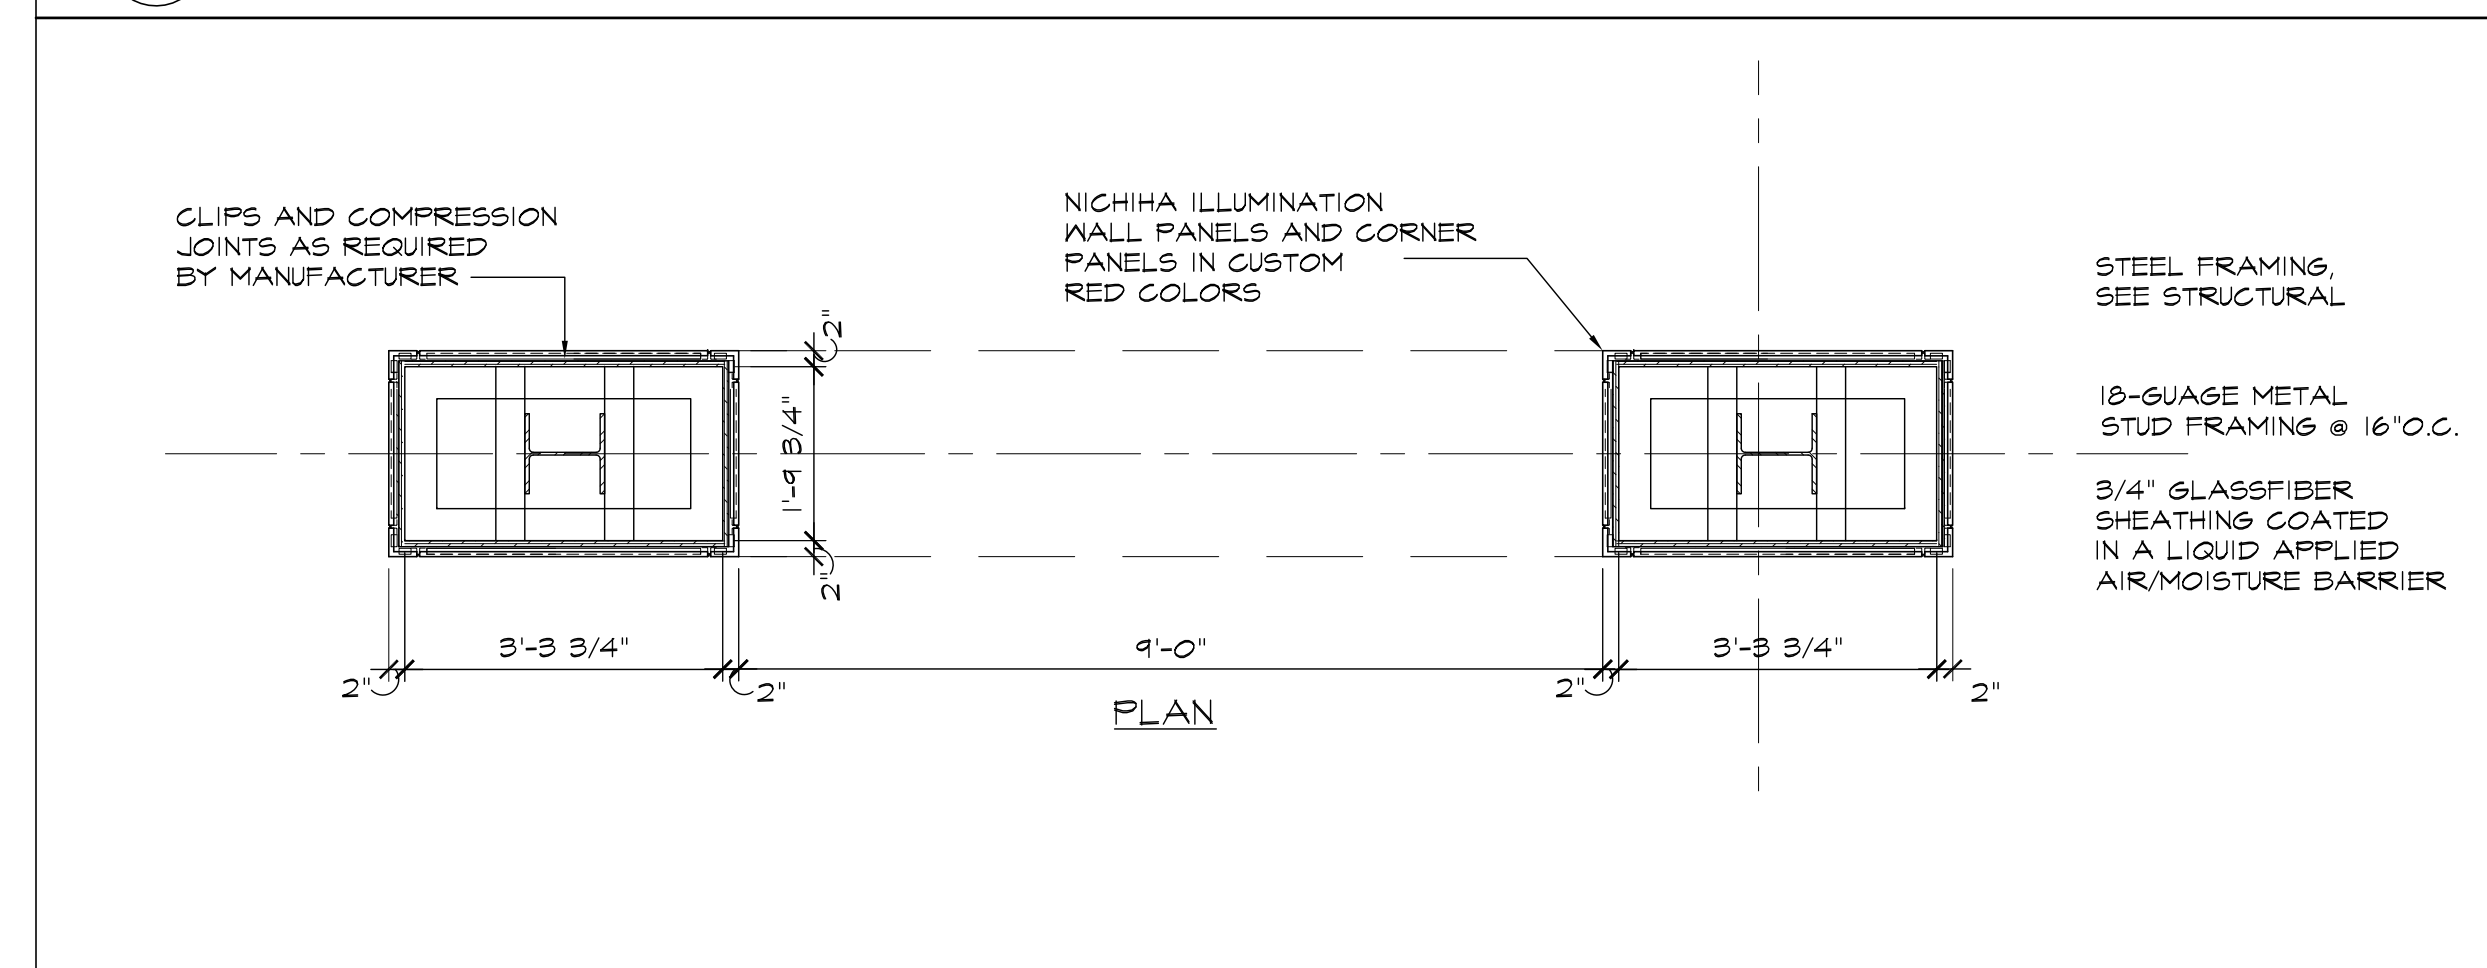 CLIPS AND COMPRESSION
JOINTS AS REQUIRED
BY MANUFACTURER
NICHIHA ILLUMINATION
WALL PANELS AND CORNER
PANELS IN CUSTOM
RED COLORS
STEEL FRAMING,
SEE STRUCTURAL
18-GUAGE METAL
STUD FRAMING @ 16"O.C.
3/4" GLASSFIBER
SHEATHING COATED
IN A LIQUID APPLIED
AIR/MOISTURE BARRIER
2"
1'-9 3/4"
2"
3'-3 3/4"
9'-0"
3'-3 3/4"
2"
2"
2"
2"
PLAN